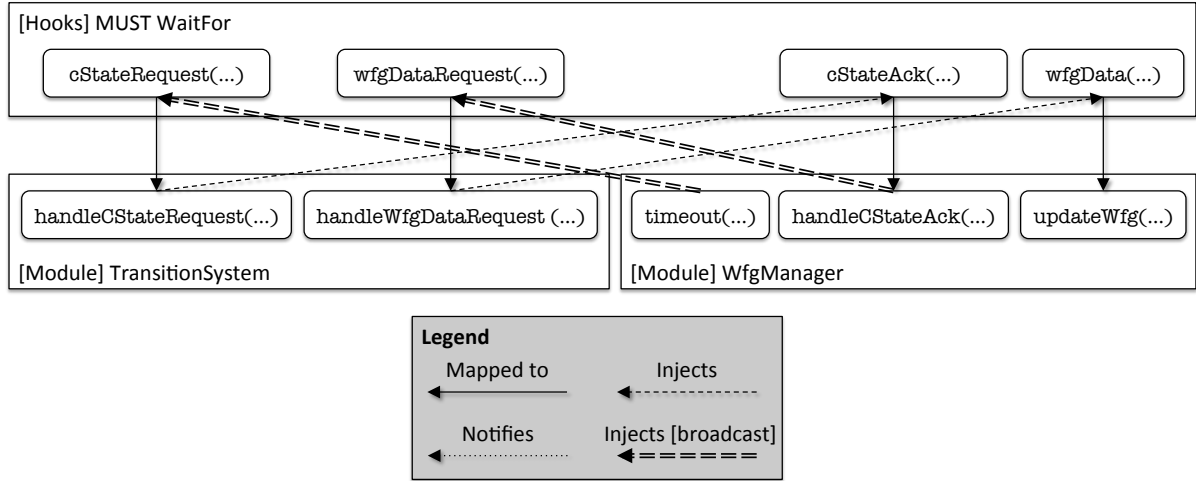 [Hooks] MUST WaitFor
cStateRequest(...)
wfgDataRequest(...)
cStateAck(...)
wfgData(...)
handleCStateRequest(...)
handleWfgDataRequest (...)
timeout(...)
handleCStateAck(...)
updateWfg(...)
[Module] TransitionSystem
[Module] WfgManager
Legend
Mapped to
Injects
Notifies
Injects [broadcast]